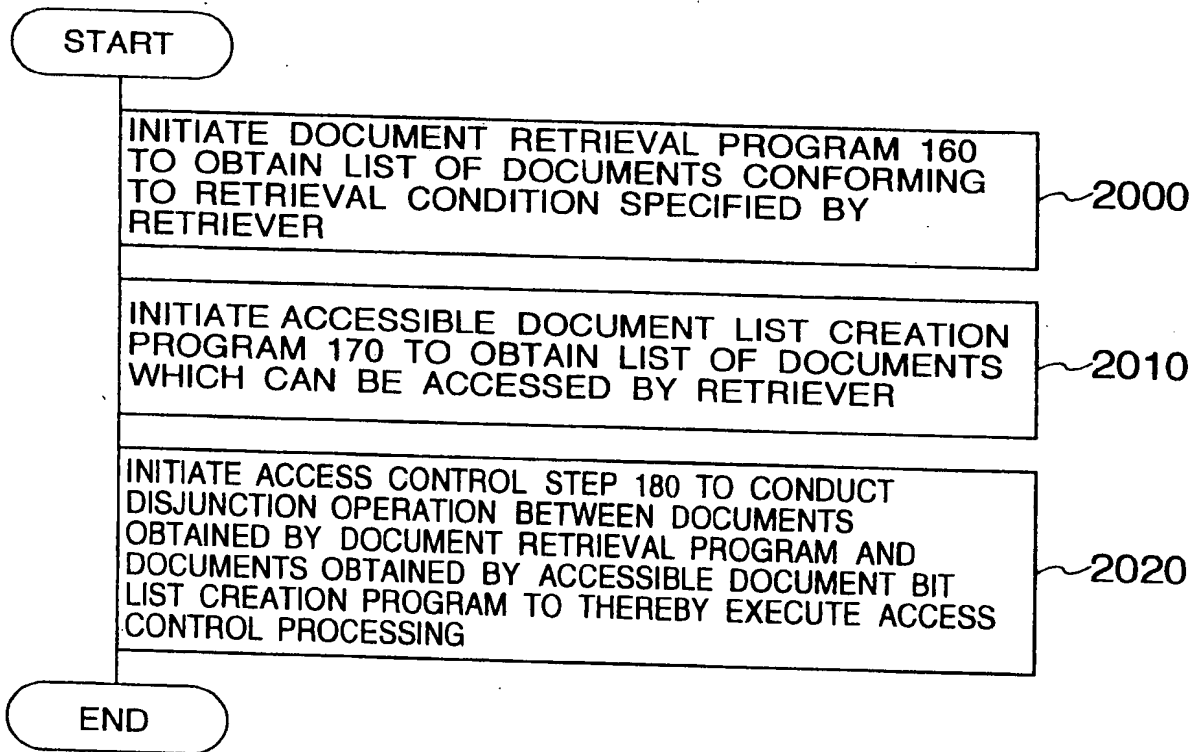 START
INITIATE DOCUMENT RETRIEVAL PROGRAM 160
TO OBTAIN LIST OF DOCUMENTS CONFORMING
TO RETRIEVAL CONDITION SPECIFIED BY
RETRIEVER
2000
INITIATE ACCESSIBLE DOCUMENT LIST CREATION
PROGRAM 170 TO OBTAIN LIST OF DOCUMENTS
WHICH CAN BE ACCESSED BY RETRIEVER
2010
INITIATE ACCESS CONTROL STEP 180 TO CONDUCT
DISJUNCTION OPERATION BETWEEN DOCUMENTS
OBTAINED BY DOCUMENT RETRIEVAL PROGRAM AND
DOCUMENTS OBTAINED BY ACCESSIBLE DOCUMENT BIT
LIST CREATION PROGRAM TO THEREBY EXECUTE ACCESS
CONTROL PROCESSING
2020
END